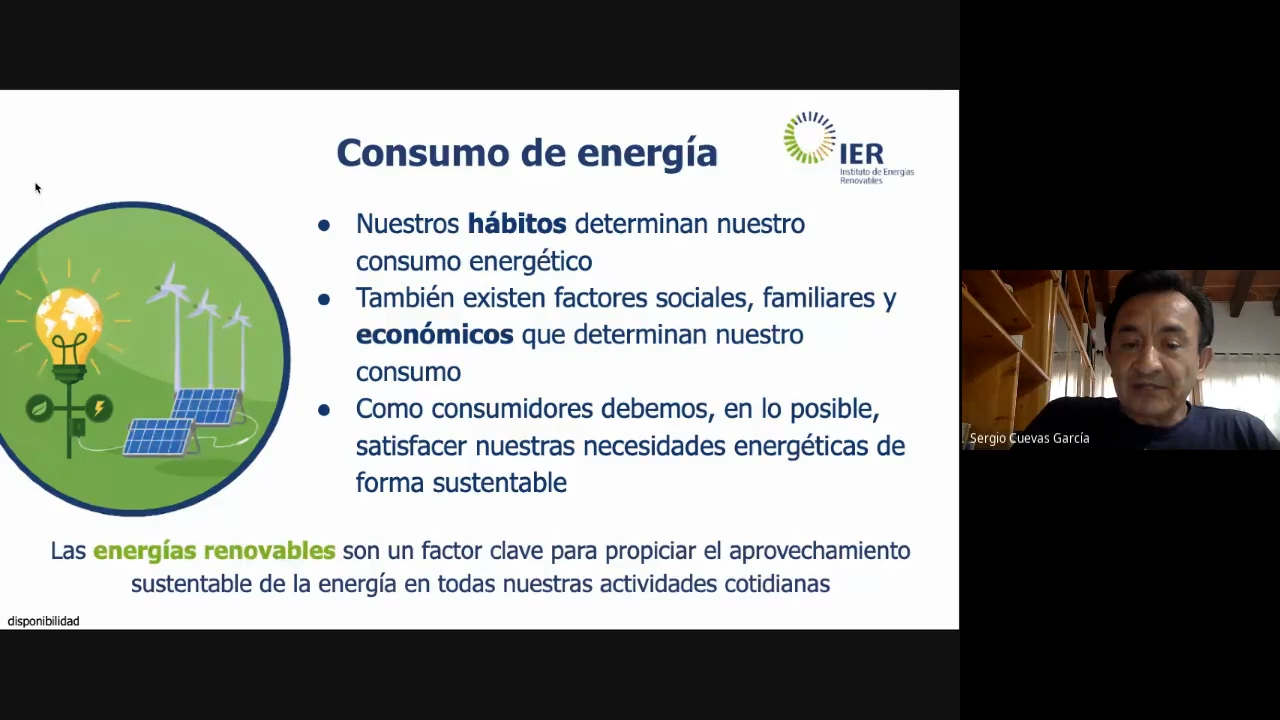 Consumo de energía
IER
Instituto de Energías
Renovables
● Nuestros hábitos determinan nuestro
consumo energético
● También existen factores sociales, familiares y
económicos que determinan nuestro
consumo
● Como consumidores debemos, en lo posible,
satisfacer nuestras necesidades energéticas de
forma sustentable
Las energías renovables son un factor clave para propiciar el aprovechamiento
sustentable de la energía en todas nuestras actividades cotidianas
disponibilidad
Sergio Cuevas García